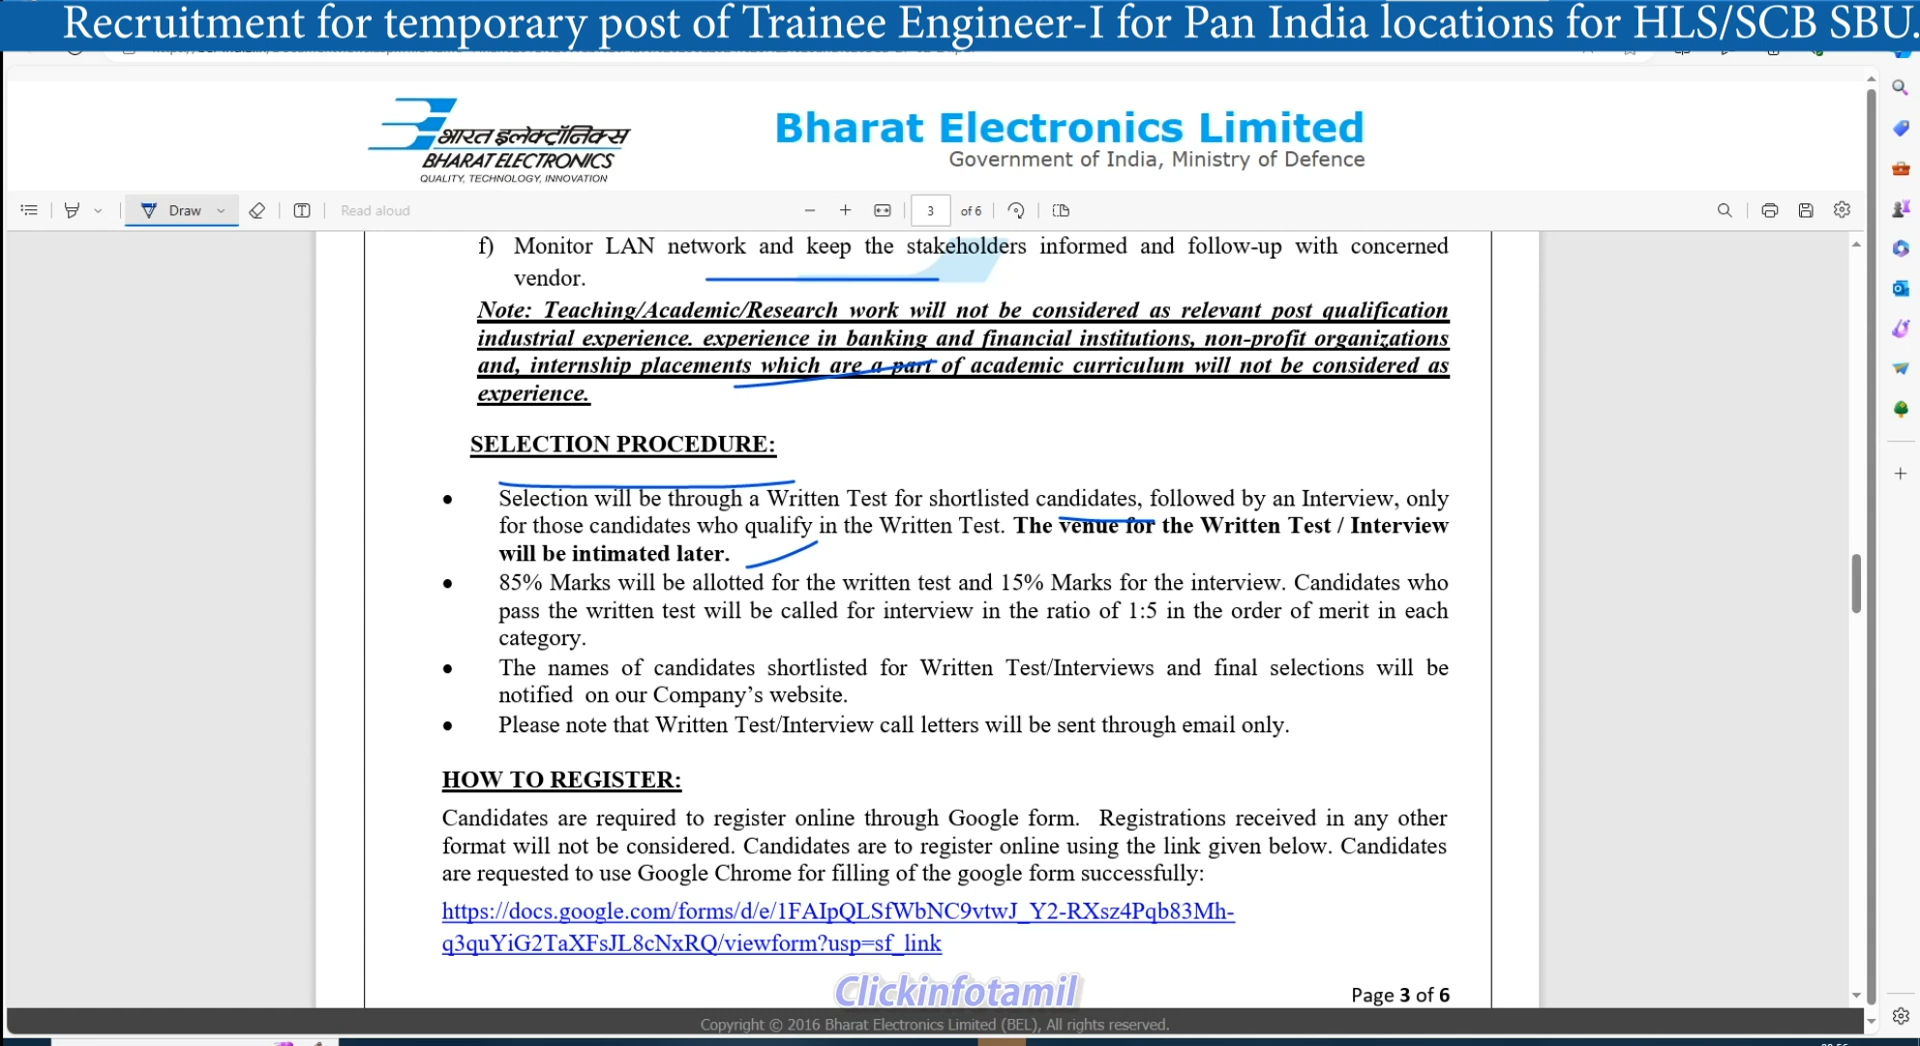 Recruitment for temporary post of Trainee Engineer-I for Pan India locations for HLS/SCB SBU.
भारत इलेक्ट्रॉनिक्स
BHARAT ELECTRONICS
QUALITY, TECHNOLOGY, INNOVATION
Bharat Electronics Limited
Government of India, Ministry of Defence
Draw
Read aloud
3 of 6
f) Monitor LAN network and keep the stakeholders informed and follow-up with concerned
vendor.
Note: Teaching/Academic/Research work will not be considered as relevant post qualification
industrial experience. experience in banking and financial institutions, non-profit organizations
and, internship placements which are a part of academic curriculum will not be considered as
experience.
SELECTION PROCEDURE:
• Selection will be through a Written Test for shortlisted candidates, followed by an Interview, only
for those candidates who qualify in the Written Test. The venue for the Written Test / Interview
will be intimated later.
• 85% Marks will be allotted for the written test and 15% Marks for the interview. Candidates who
pass the written test will be called for interview in the ratio of 1:5 in the order of merit in each
category.
• The names of candidates shortlisted for Written Test/Interviews and final selections will be
notified on our Company’s website.
• Please note that Written Test/Interview call letters will be sent through email only.
HOW TO REGISTER:
Candidates are required to register online through Google form. Registrations received in any other
format will not be considered. Candidates are to register online using the link given below. Candidates
are requested to use Google Chrome for filling of the google form successfully:
https://docs.google.com/forms/d/e/1FAIpQLSfWbNC9vtwJ_Y2-RXsz4Pqb83Mh-
q3quYiG2TaXFsJL8cNxRQ/viewform?usp=sf_link
Clickinfotamil
Page 3 of 6
Copyright © 2016 Bharat Electronics Limited (BEL), All rights reserved.